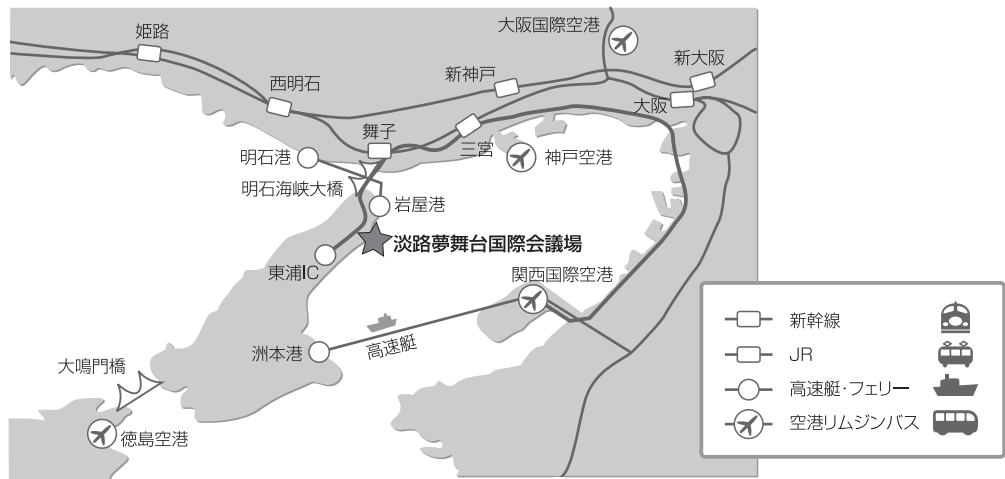 大阪国際空港
姫路
新大阪
新神戸
西明石
大阪
舞子
三宮
明石港
神戸空港
明石海峡大橋
岩屋港
淡路夢舞台国際会議場
東浦IC
関西国際空港
新幹線
高速艇
洲本港
JR
大鳴門橋
高速艇・フェリー
空港リムジンバス
徳島空港